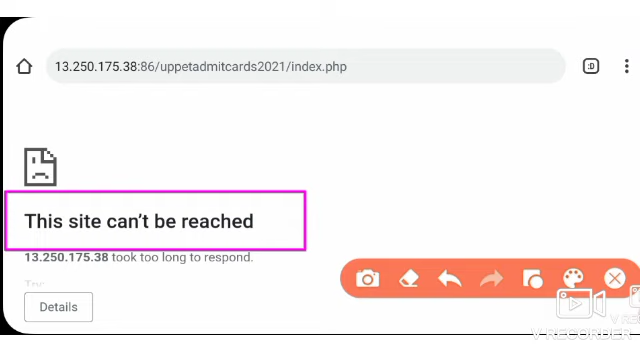 13.250.175.38:86/uppetadmitcards2021/index.php
:D
This site can't be reached
13.250.175.38 took too long to respond.
Try:
Details
V RECORDER